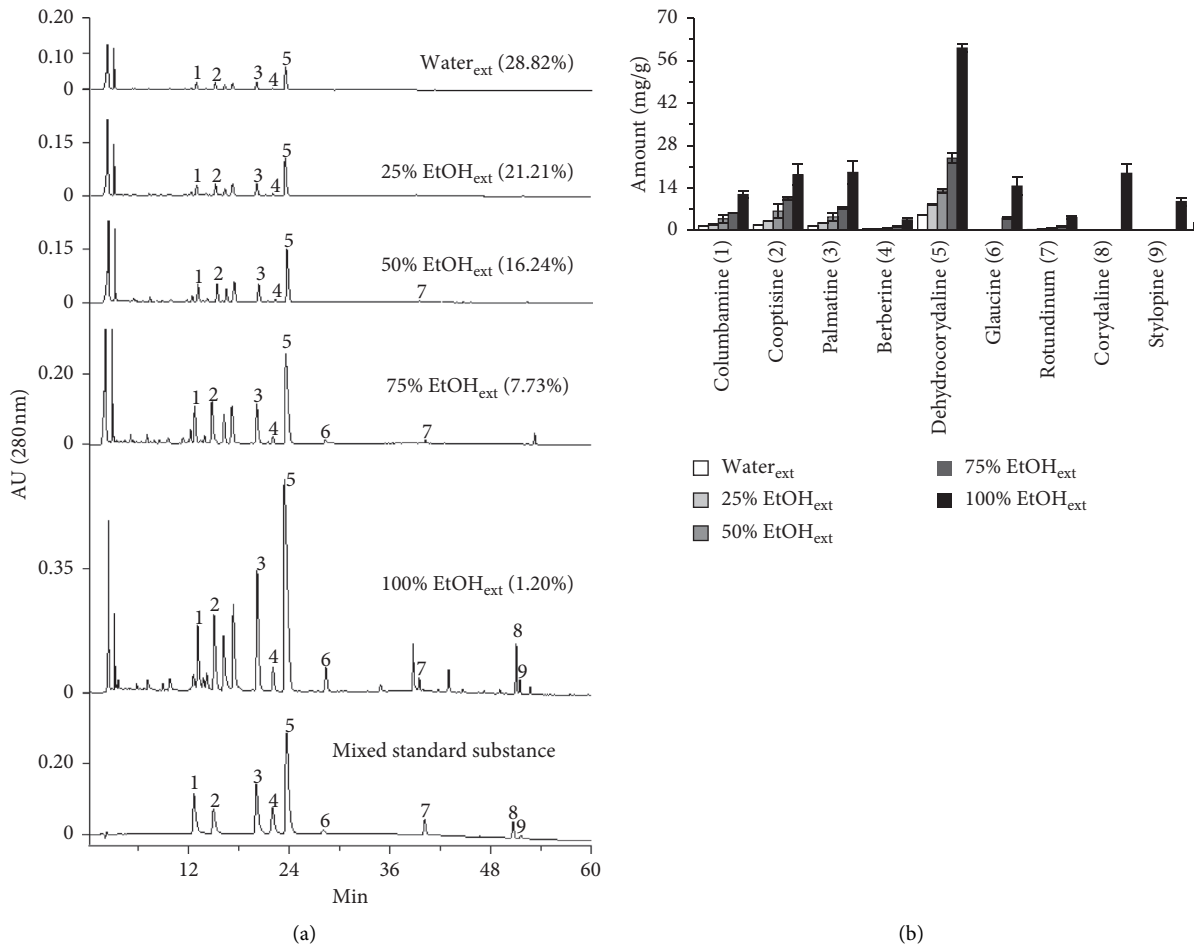 0.20
0.10
0
1 2 3 4 5
Water_ext (28.82%)
0.15
0
1 2 3 4 5
25% EtOH_ext (21.21%)
0.15
0
1 2 3 4 5 7
50% EtOH_ext (16.24%)
0.20
0
1 2 3 4 5 6 7
75% EtOH_ext (7.73%)
0.35
0
1 2 3 4 5 6 7 8 9
100% EtOH_ext (1.20%)
0.20
0
1 2 3 4 5 6 7 8 9
Mixed standard substance
AU (280 nm)
12 24 36 48 60
Min
(a)
70
56
42
28
14
0
Amount (mg/g)
Columbamine (1)
Cooptisine (2)
Palmatine (3)
Berberine (4)
Dehydrocorydaline (5)
Glaucine (6)
Rotundinum (7)
Corydaline (8)
Stylopine (9)
Water_ext
25% EtOH_ext
50% EtOH_ext
75% EtOH_ext
100% EtOH_ext
(b)